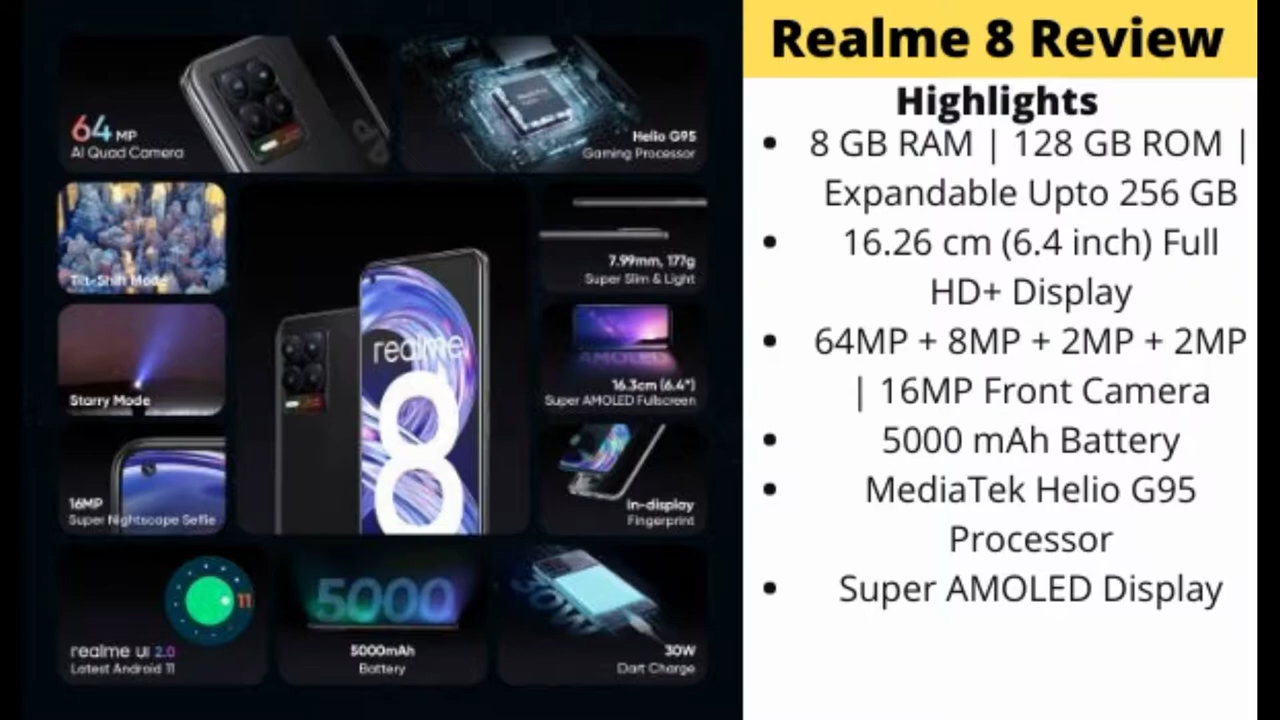 64 MP
AI Quad Camera
Helio G95
Gaming Processor
Tilt-Shift Mode
7.99mm, 177g
Super Slim & Light
Starry Mode
realme
8
16.3cm (6.4")
Super AMOLED Fullscreen
16MP
Super Nightscape Selfie
In-display
Fingerprint
11
realme UI 2.0
Latest Android 11
5000
5000mAh
Battery
30W
30W
Dart Charge
Realme 8 Review
Highlights
• 8 GB RAM | 128 GB ROM |
Expandable Upto 256 GB
• 16.26 cm (6.4 inch) Full
HD+ Display
• 64MP + 8MP + 2MP + 2MP
| 16MP Front Camera
• 5000 mAh Battery
• MediaTek Helio G95
Processor
• Super AMOLED Display